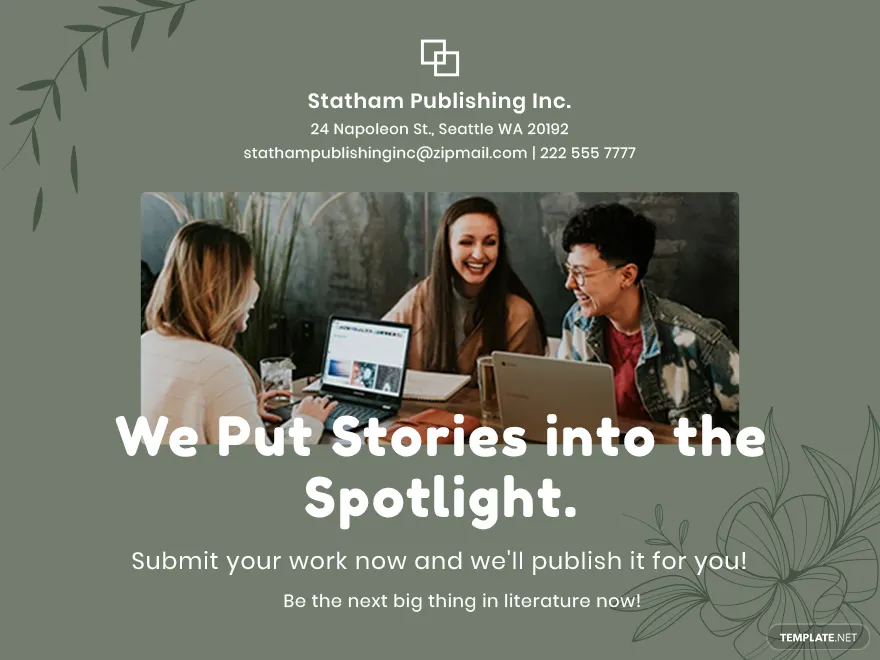 Statham Publishing Inc.
24 Napoleon St., Seattle WA 20192
stathampublishinginc@zipmail.com | 222 555 7777
We Put Stories into the
Spotlight.
Submit your work now and we'll publish it for you!
Be the next big thing in literature now!
TEMPLATE.NET